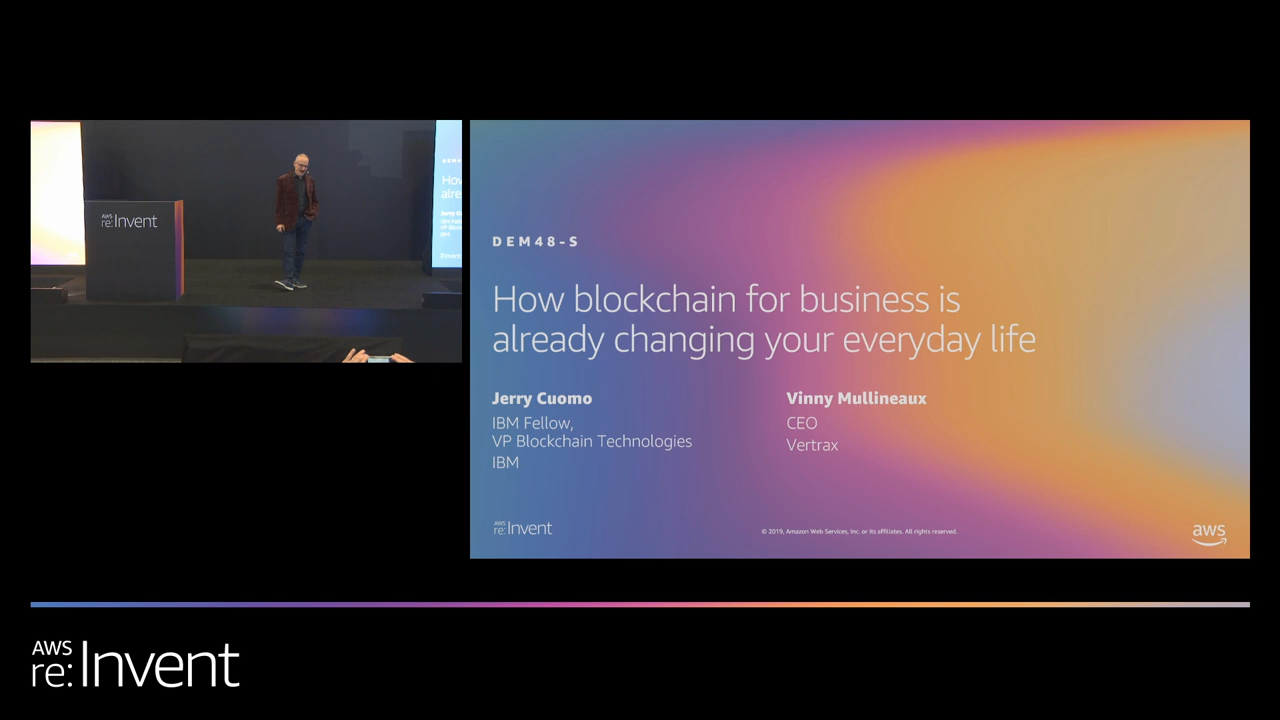 AWS
re:Invent
DEM48-S
How blockchain for business is
already changing your everyday life
Jerry Cuomo
IBM Fellow,
VP Blockchain Technologies
IBM
Vinny Mullineaux
CEO
Vertrax
AWS
re:Invent
© 2019, Amazon Web Services, Inc. or its affiliates. All rights reserved.
aws
AWS
re:Invent